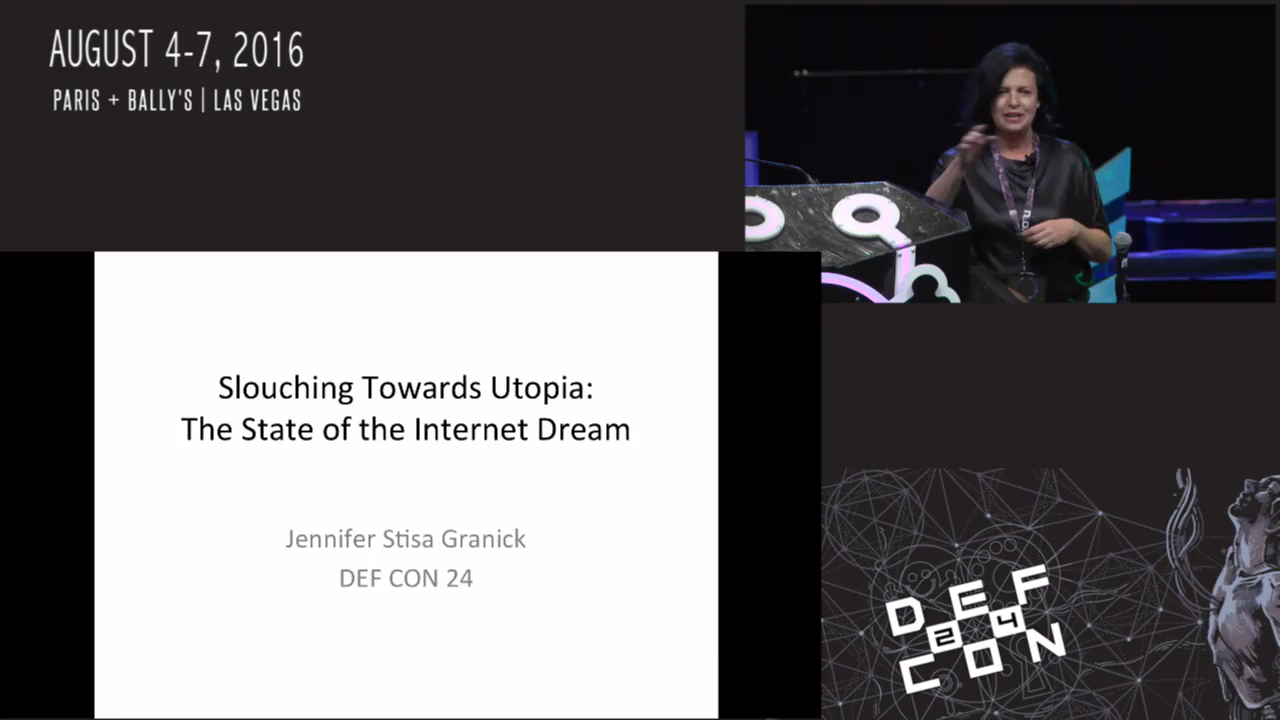 AUGUST 4-7, 2016
PARIS + BALLY'S | LAS VEGAS
Slouching Towards Utopia:
The State of the Internet Dream
Jennifer Stisa Granick
DEF CON 24
DEF
24
CON